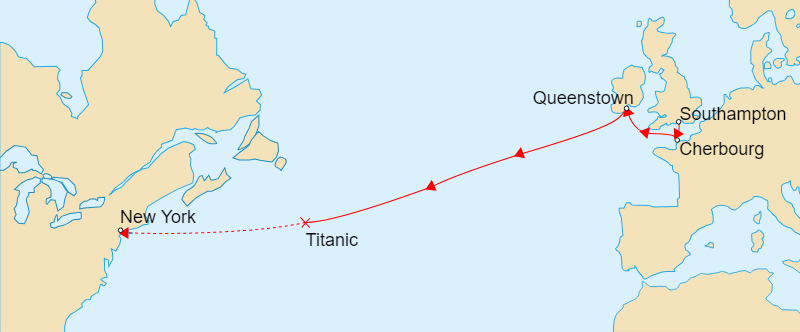 Queenstown
Southampton
Cherbourg
New York
Titanic